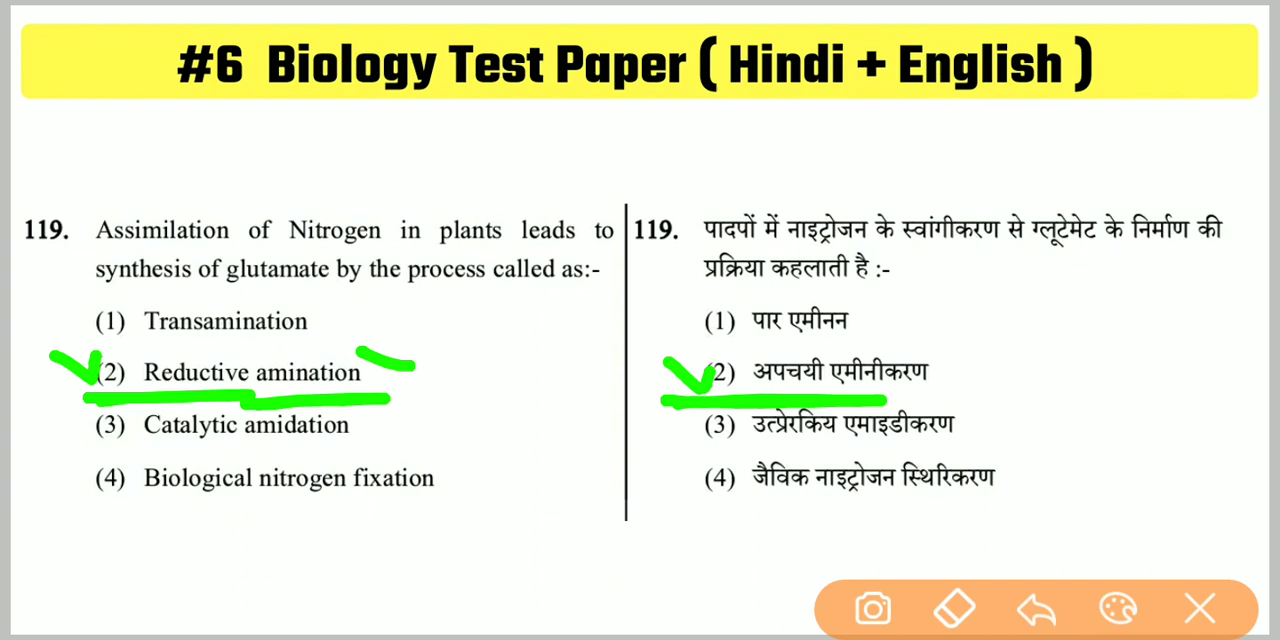 #6 Biology Test Paper ( Hindi + English )
119. Assimilation of Nitrogen in plants leads to
synthesis of glutamate by the process called as:-
(1) Transamination
(2) Reductive amination
(3) Catalytic amidation
(4) Biological nitrogen fixation
119. पादपों में नाइट्रोजन के स्वांगीकरण से ग्लूटेमेट के निर्माण की
प्रक्रिया कहलाती है :-
(1) पार एमीनन
(2) अपचयी एमीनीकरण
(3) उत्प्रेरकिय एमाइडीकरण
(4) जैविक नाइट्रोजन स्थिरिकरण